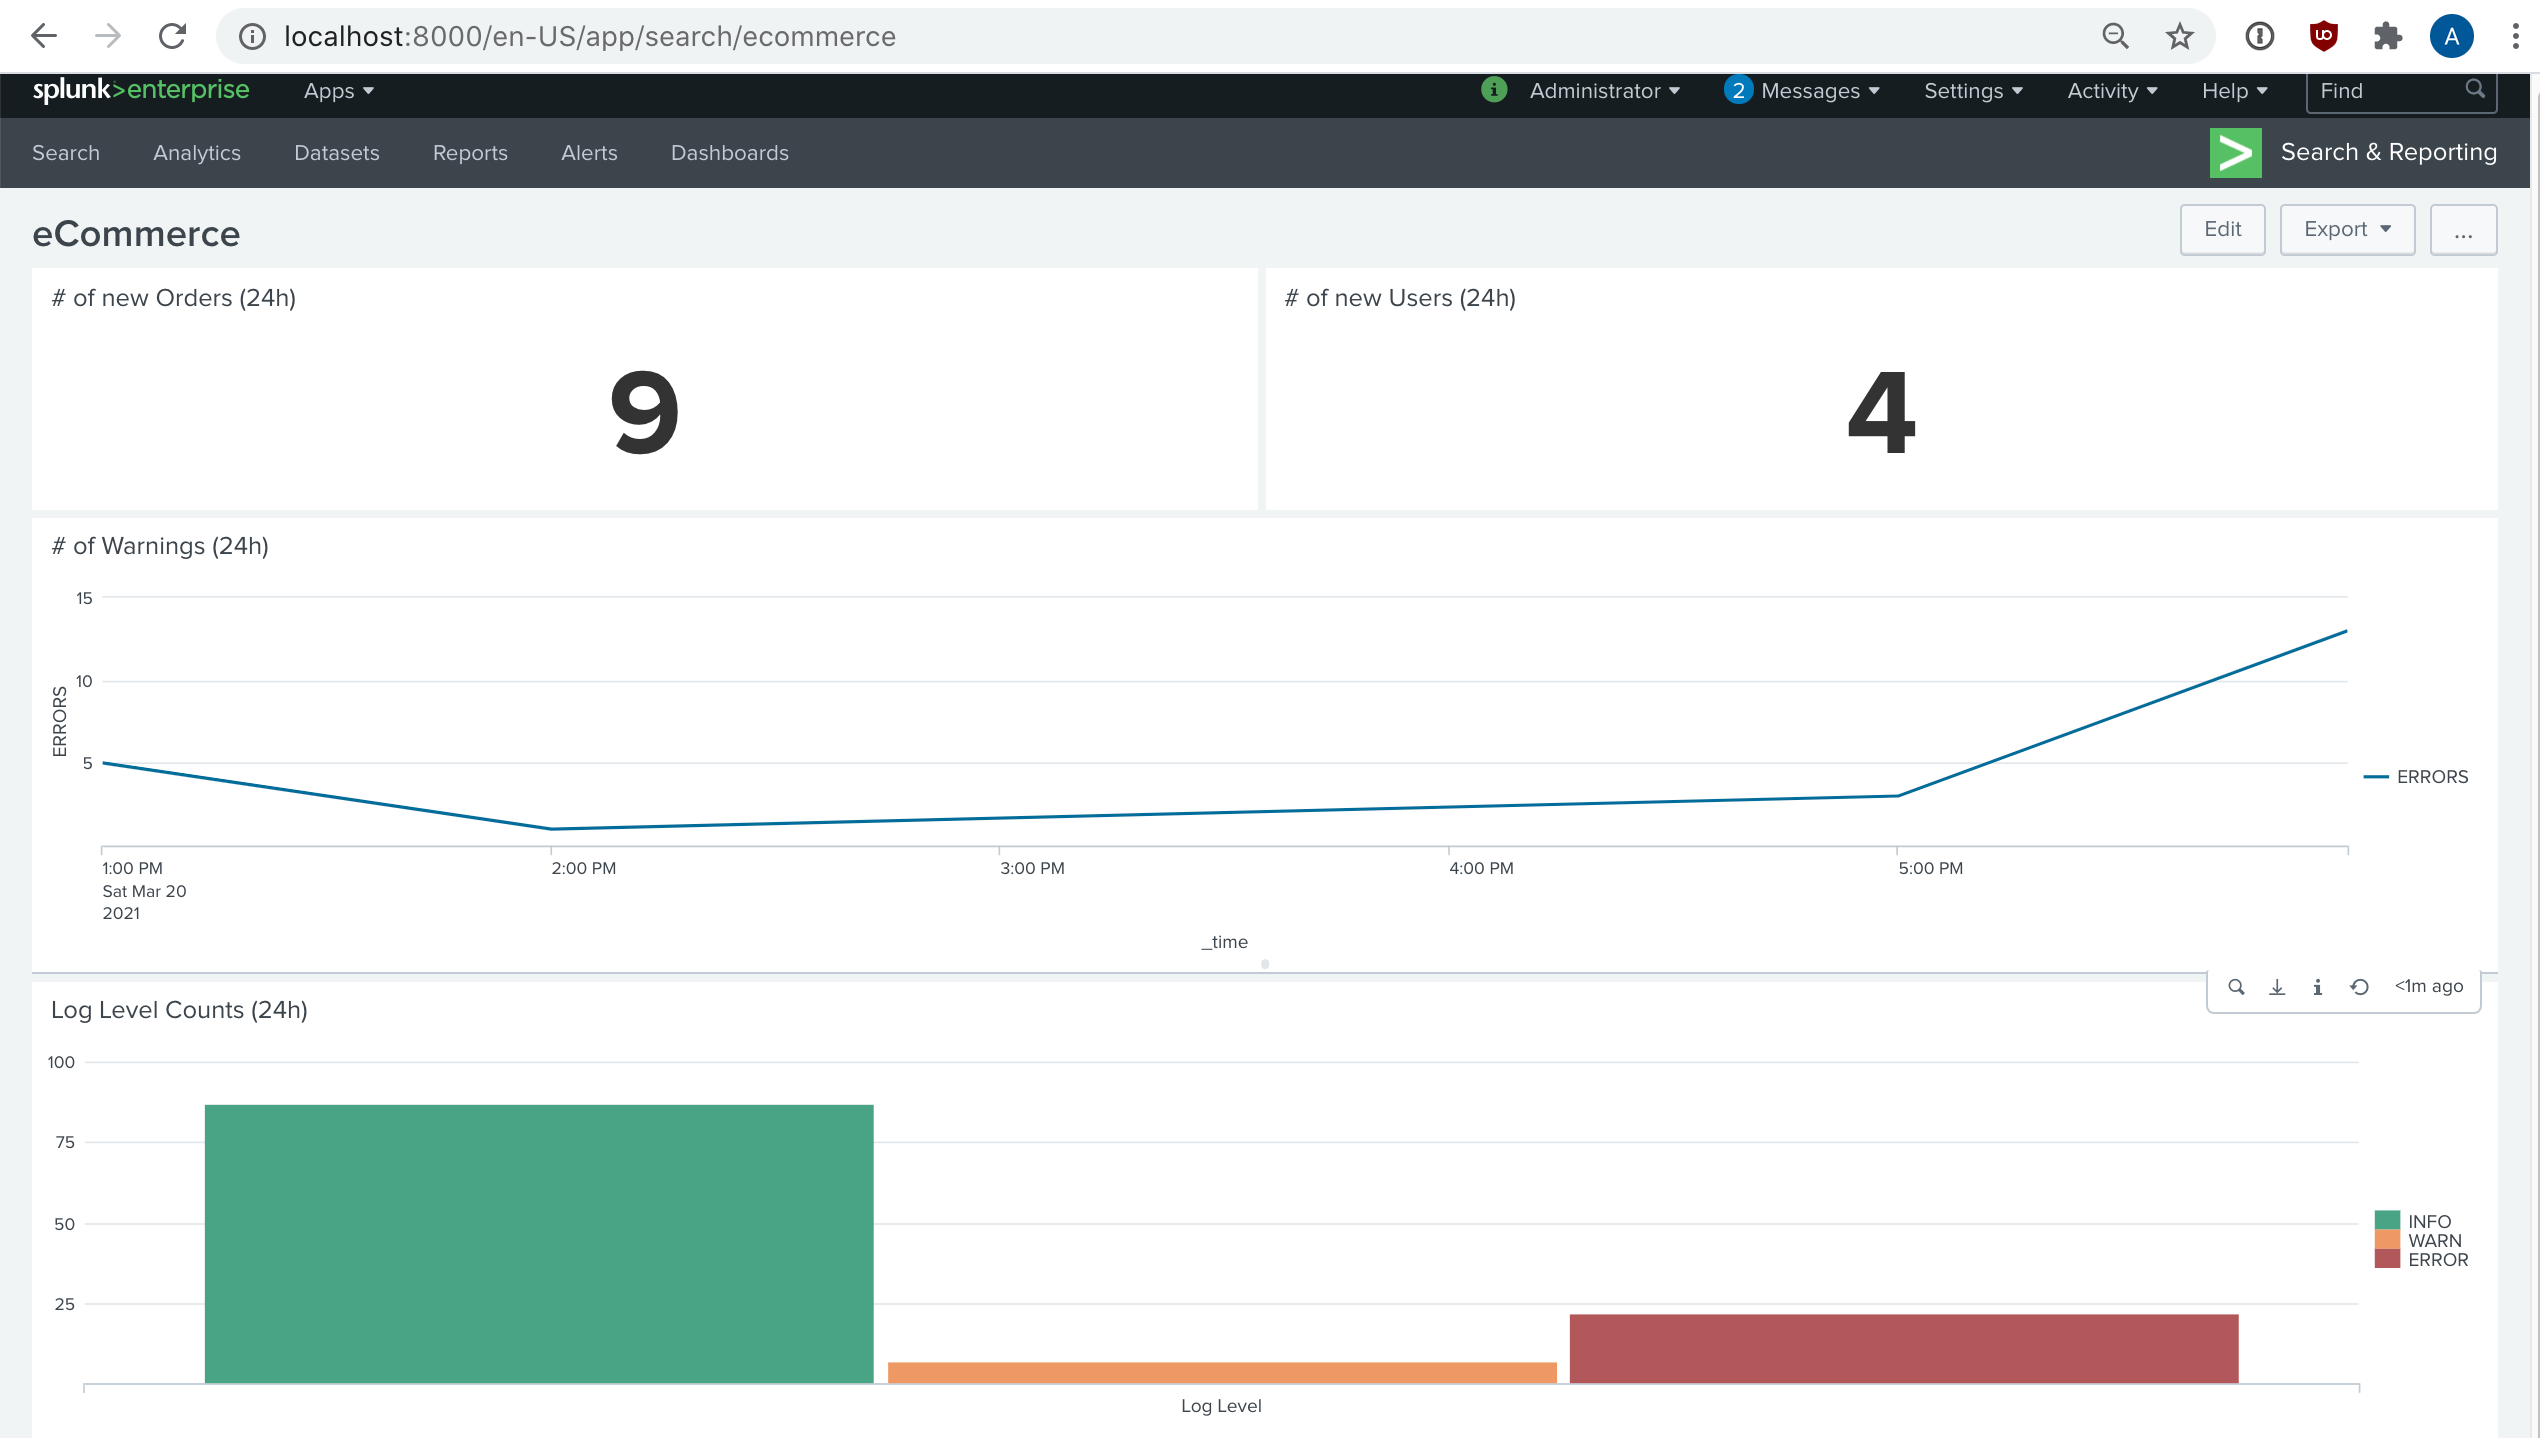 localhost:8000/en-US/app/search/ecommerce
A
splunk>enterprise Apps Administrator 2 Messages Settings Activity Help Find
Search Analytics Datasets Reports Alerts Dashboards Search & Reporting
eCommerce Edit Export ...
# of new Orders (24h) # of new Users (24h)
9 4
# of Warnings (24h)
15
10
5
ERRORS
ERRORS
1:00 PM 2:00 PM 3:00 PM 4:00 PM 5:00 PM
Sat Mar 20
2021
_time
<1m ago
Log Level Counts (24h)
100
75
50
25
INFO
WARN
ERROR
Log Level